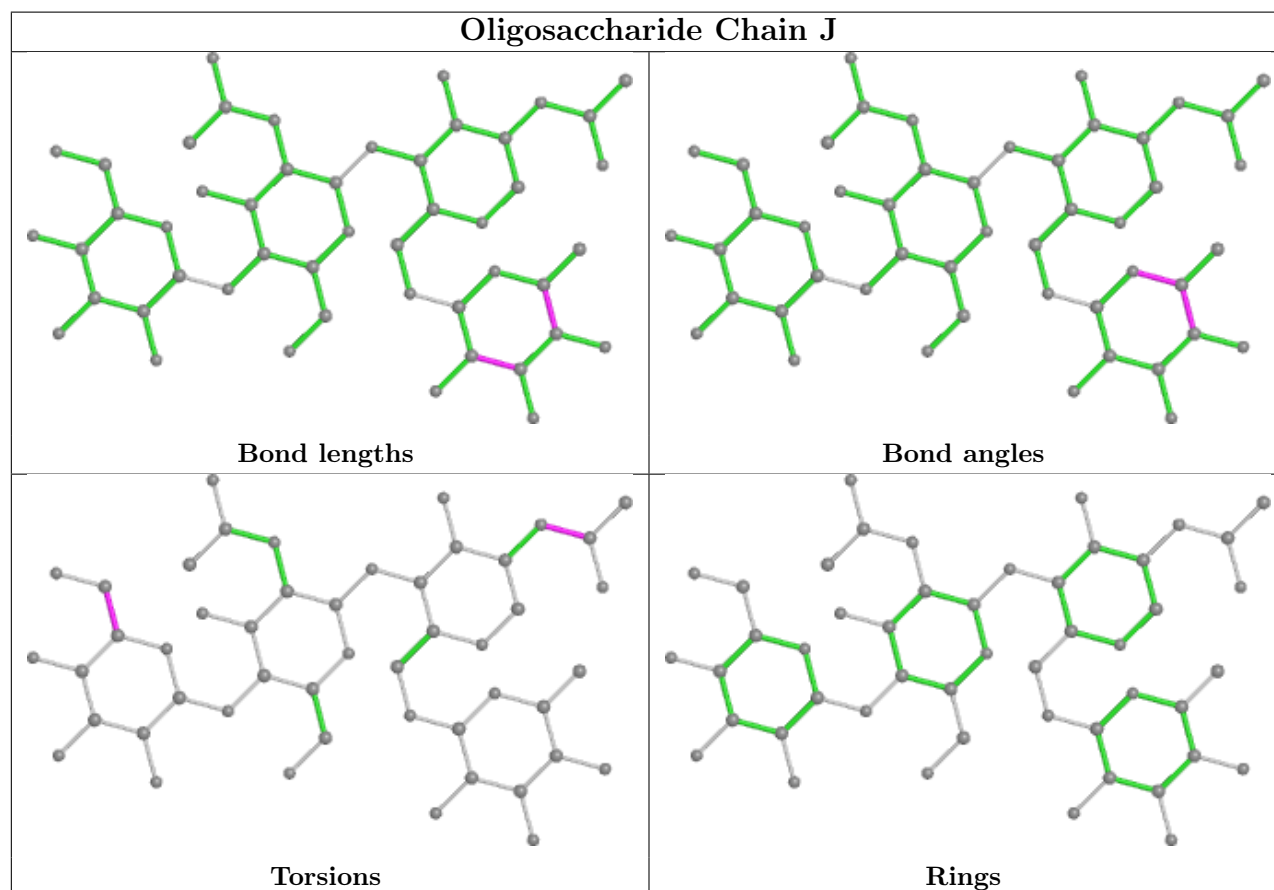 Oligosaccharide Chain J
Bond lengths
Bond angles
Torsions
Rings